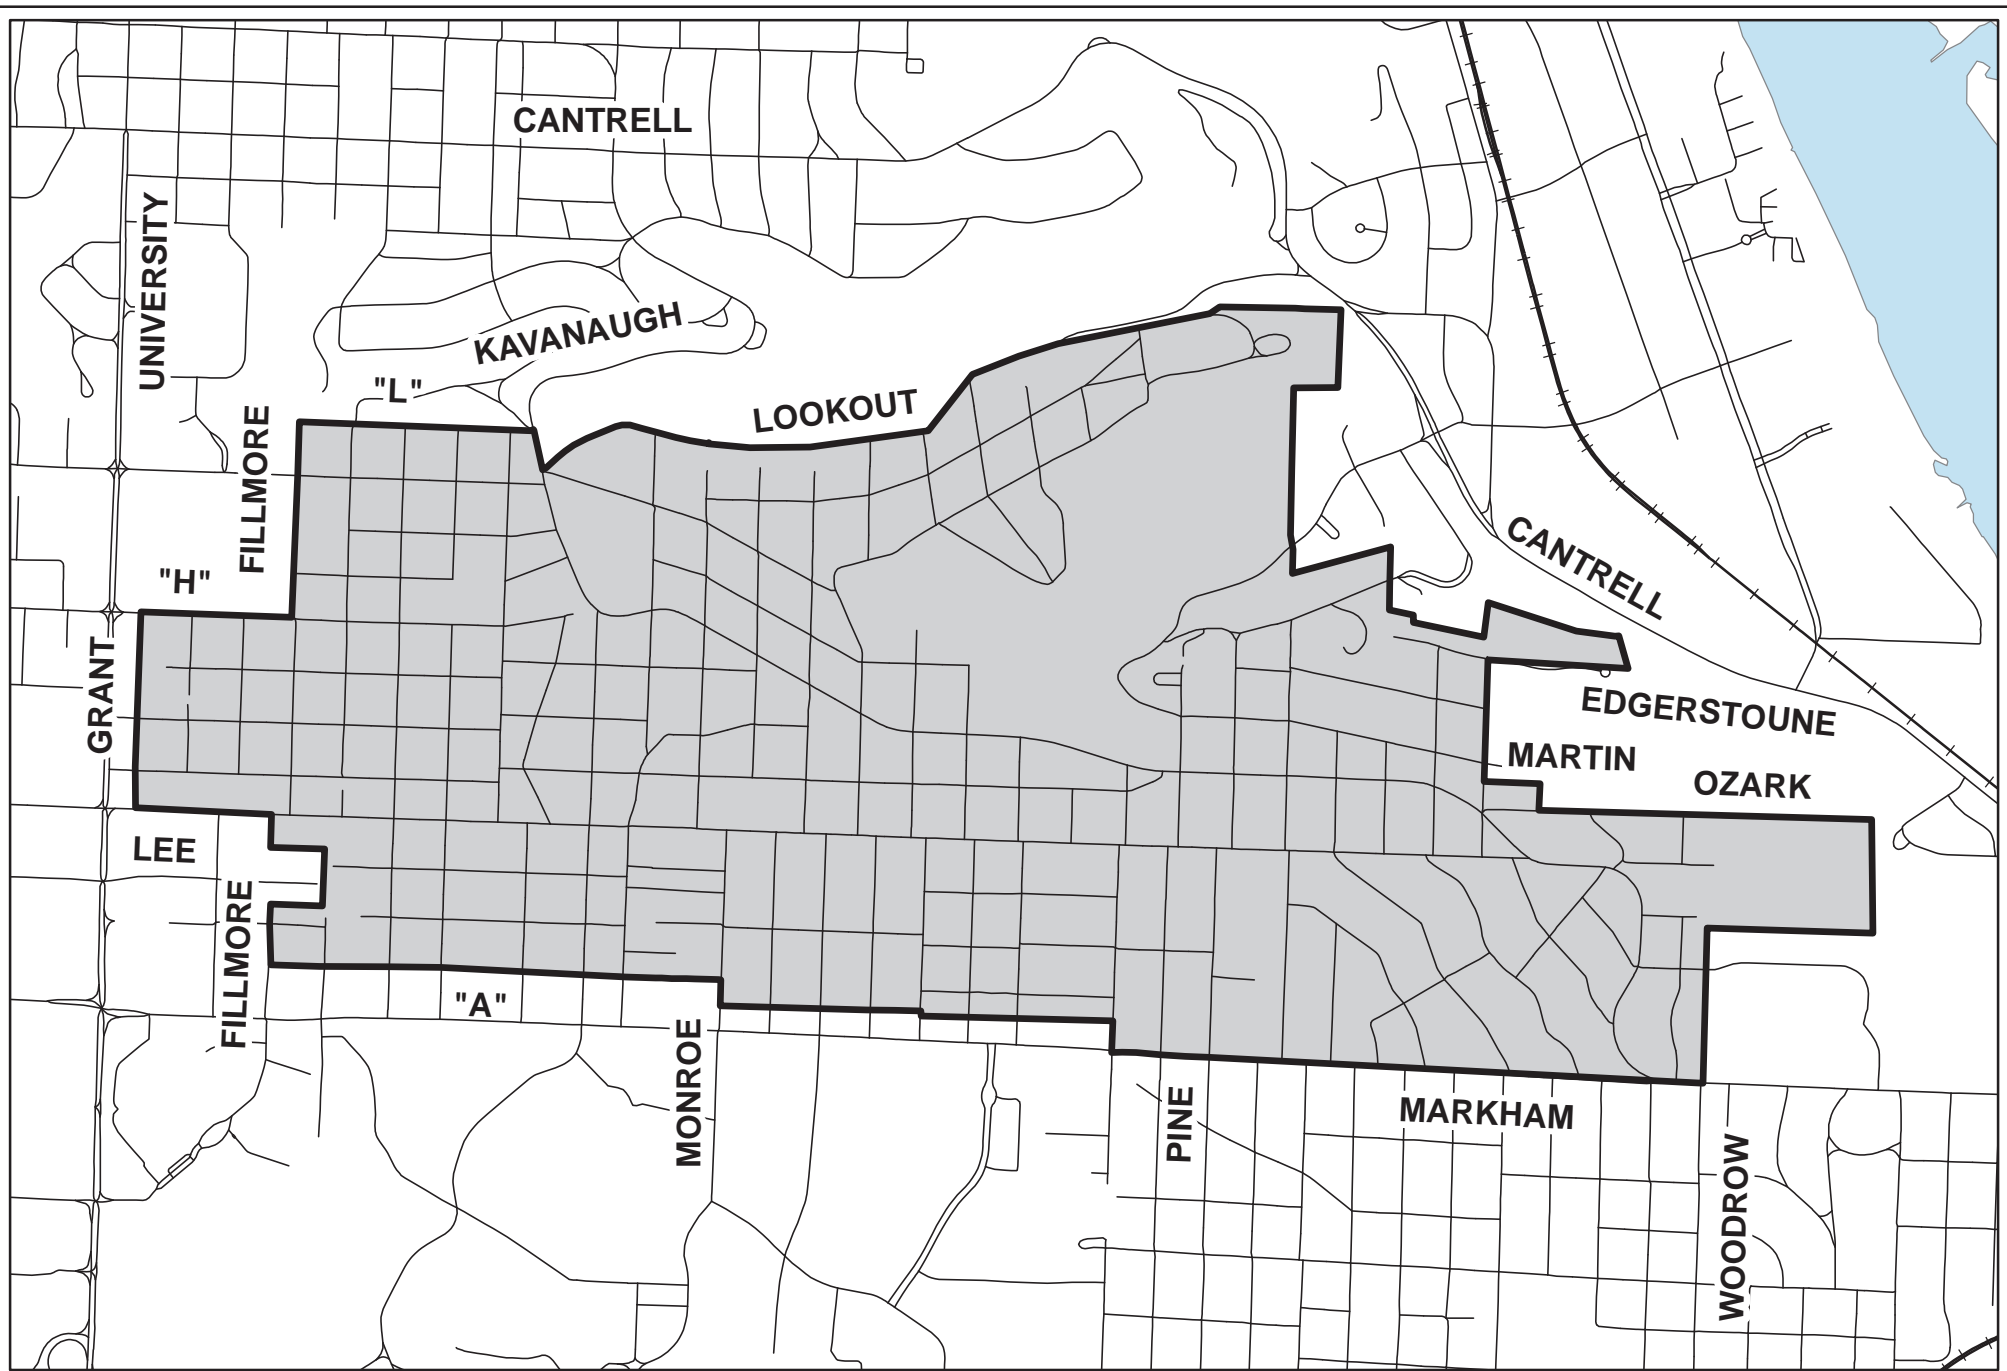 CANTRELL
UNIVERSITY
KAVANAUGH
"L"
LOOKOUT
FILLMORE
"H"
CANTRELL
GRANT
EDGERSTOUNE
MARTIN
OZARK
LEE
FILLMORE
"A"
MONROE
PINE
MARKHAM
WOODROW